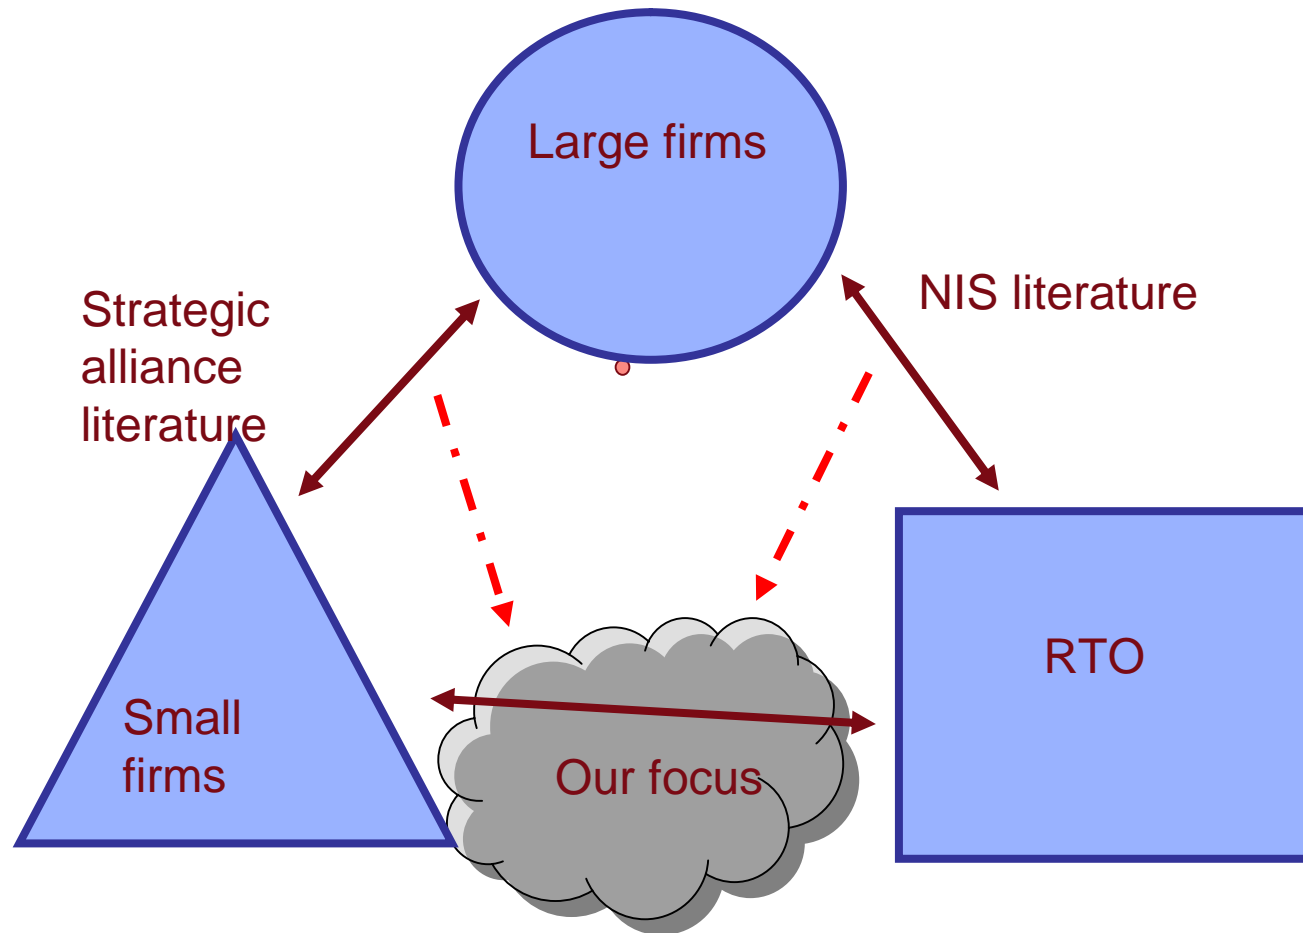 Large firms
Strategic
alliance
literature
NIS literature
Small
firms
RTO
Our focus